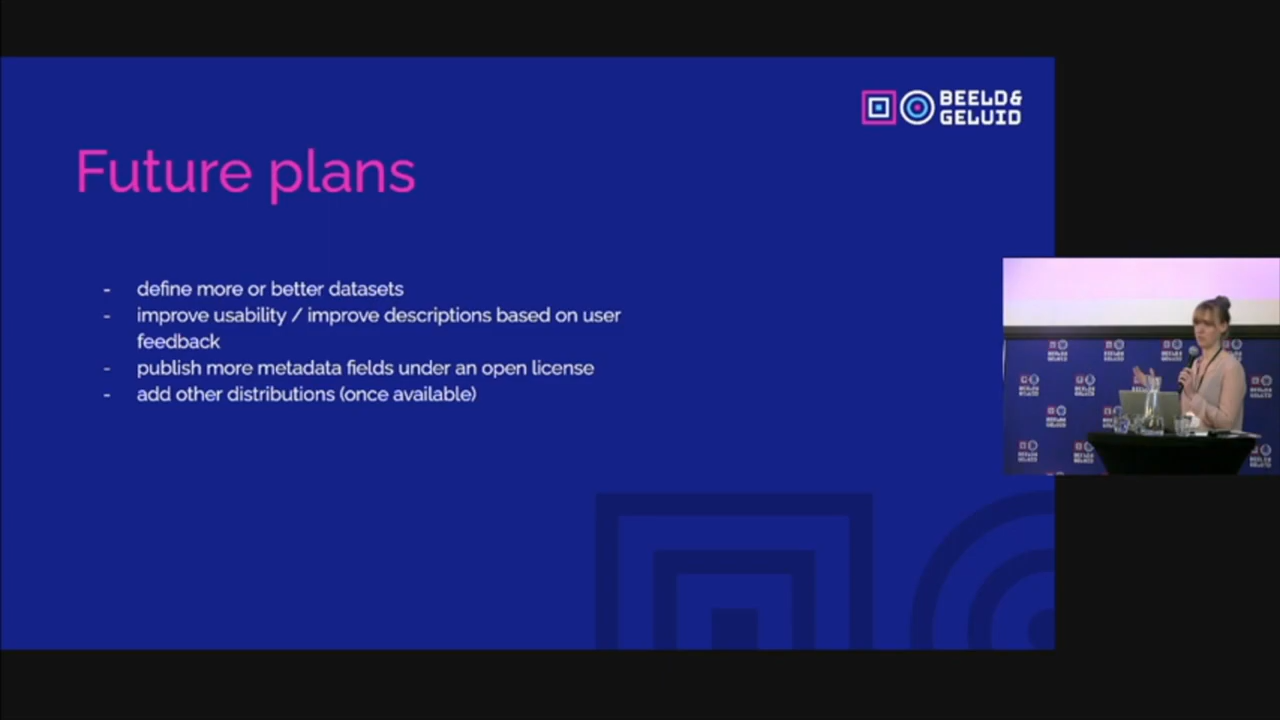 BEELD&
GELUID
Future plans
- define more or better datasets
- improve usability / improve descriptions based on user
feedback
- publish more metadata fields under an open license
- add other distributions (once available)